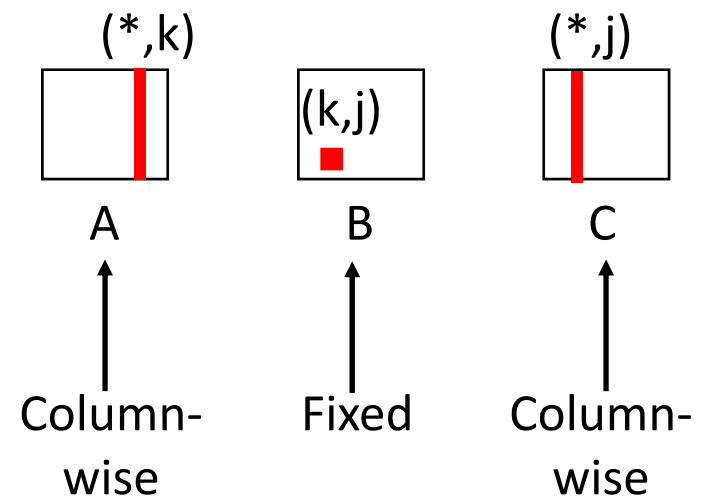 (*,k)
(*,j)
(k,j)
A
B
C
Column-
wise
Fixed
Column-
wise